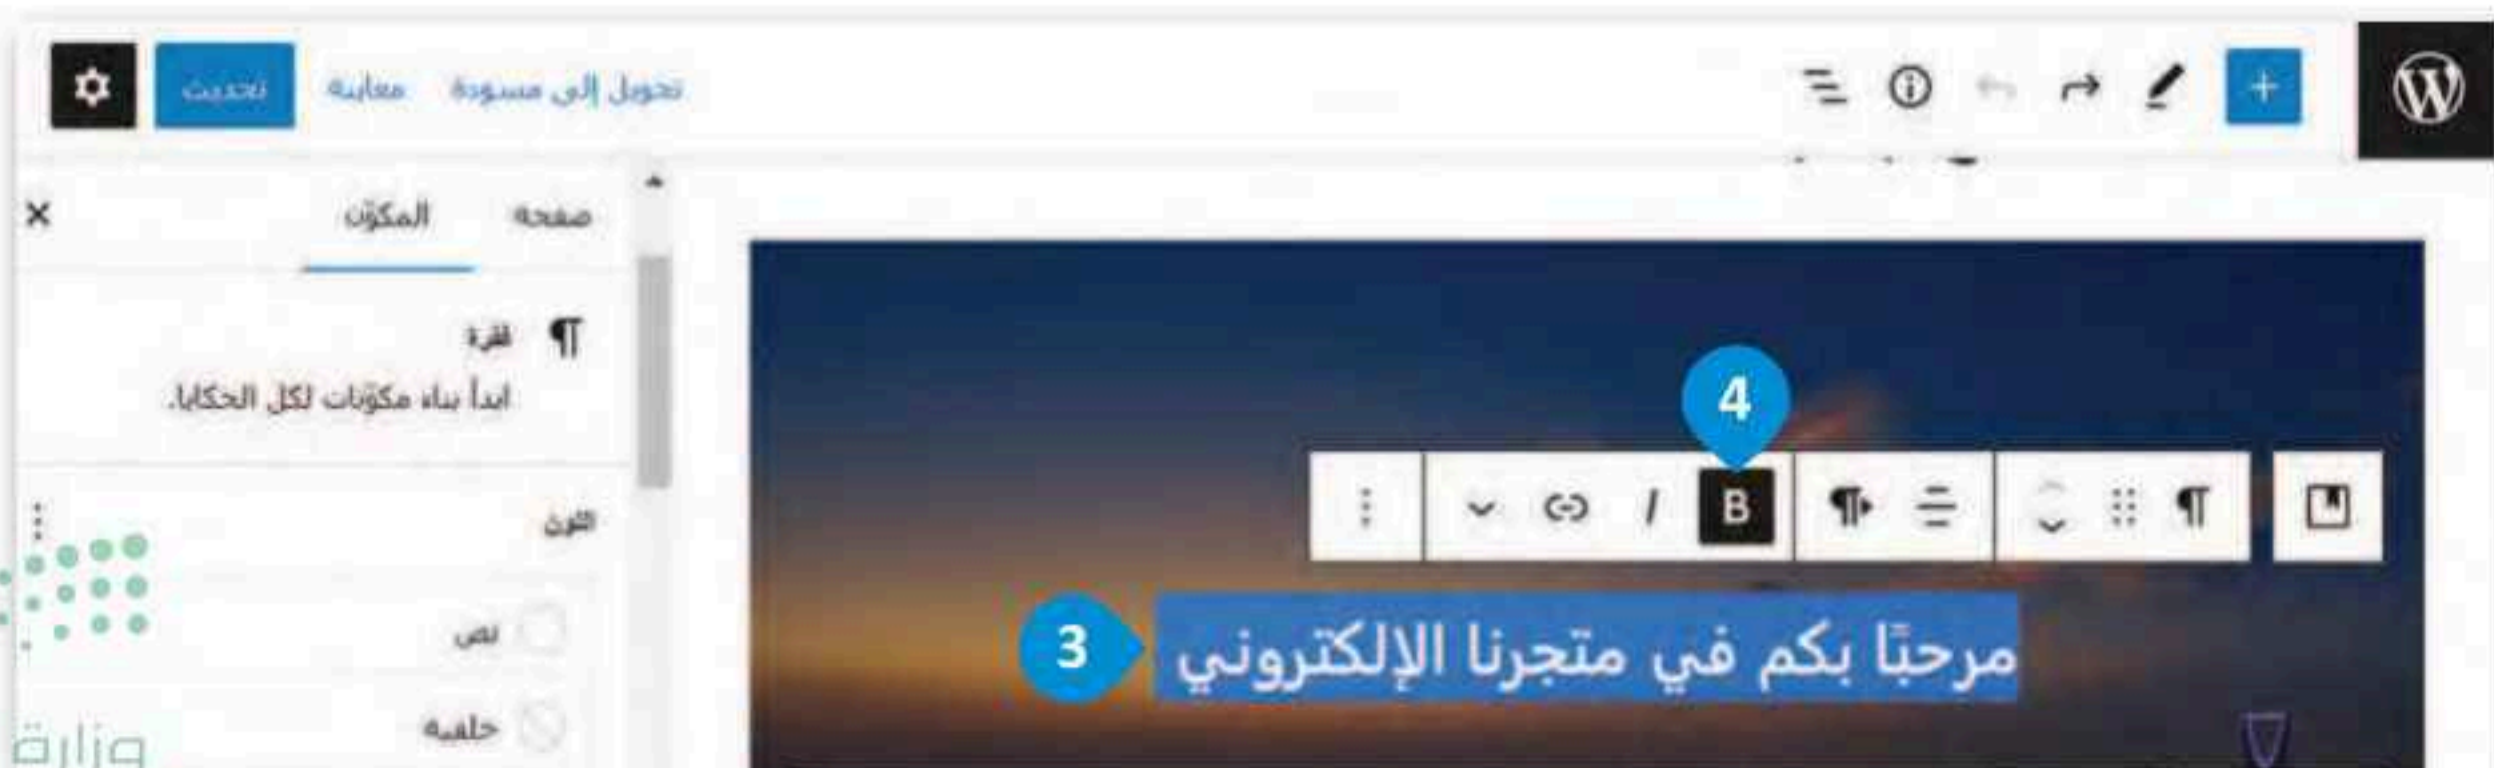 تحويل إلى مسودة
معاينة
تحديث
صفحة
المكوّن
فقرة
ابدأ بناء مكوّنات لكل الحكايا.
اللون
نص
خلفية
4
B I
مرحبًا بكم في متجرنا الإلكتروني
3
وزارة